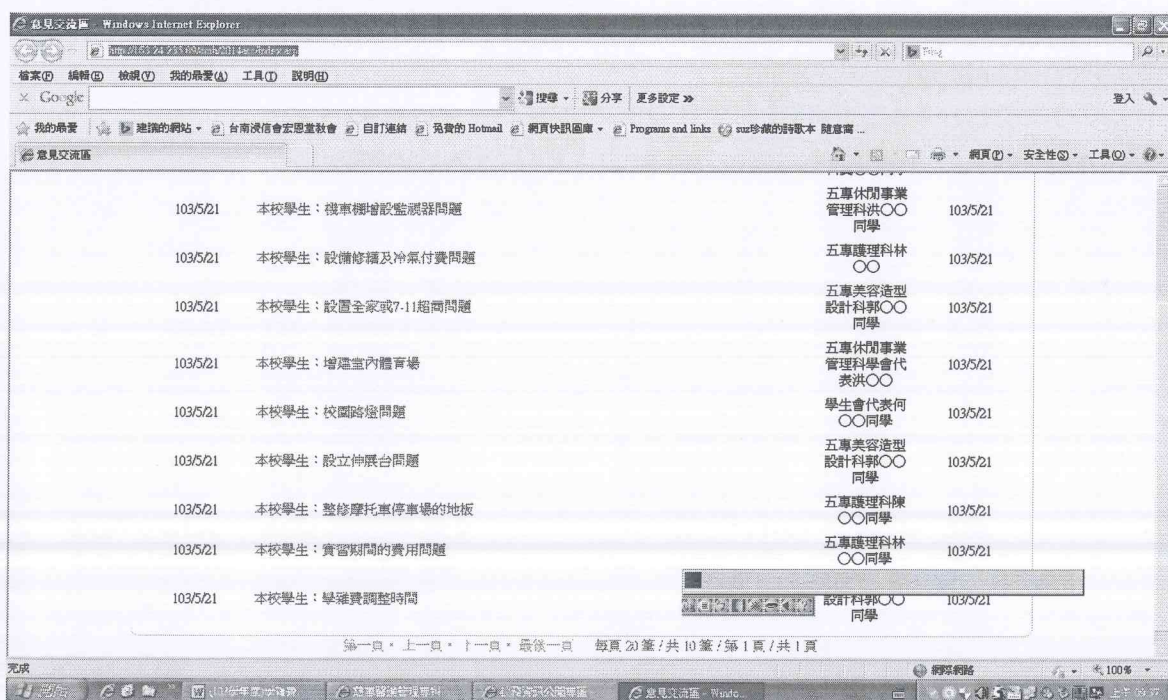 意見交流區 - Windows Internet Explorer
檔案(F) 編輯(E) 檢視(V) 我的最愛(A) 工具(T) 說明(H)
Google 搜尋 分享 更多設定 >> 登入
我的最愛 建議的網站 台南浸信會宏恩堂教會 自訂連結 免費的 Hotmail 網頁快訊圖庫 Programs and links suz珍藏的詩歌本 隨意窩 ...
意見交流區 網頁(P) 安全性(S) 工具(O)
103/5/21 本校學生：機車棚增設監視器問題 五專休閒事業管理科洪○○同學 103/5/21
103/5/21 本校學生：設備修繕及冷氣付費問題 五專護理科林○○ 103/5/21
103/5/21 本校學生：設置全家或7-11超商問題 五專美容造型設計科郭○○同學 103/5/21
103/5/21 本校學生：增建室內體育場 五專休閒事業管理科學會代表洪○○ 103/5/21
103/5/21 本校學生：校園路燈問題 學生會代表何○○同學 103/5/21
103/5/21 本校學生：設立伸展台問題 五專美容造型設計科郭○○同學 103/5/21
103/5/21 本校學生：整修摩托車停車場的地板 五專護理科陳○○同學 103/5/21
103/5/21 本校學生：實習期間的費用問題 五專護理科林○○同學 103/5/21
103/5/21 本校學生：學雜費調整時間 設計科郭○○同學 103/5/21
第一頁。上一頁。下一頁。最後一頁 每頁 20 筆 / 共 10 筆 / 第 1 頁 / 共 1 頁
完成 網際網路 100%
意見交流區 - Windo...